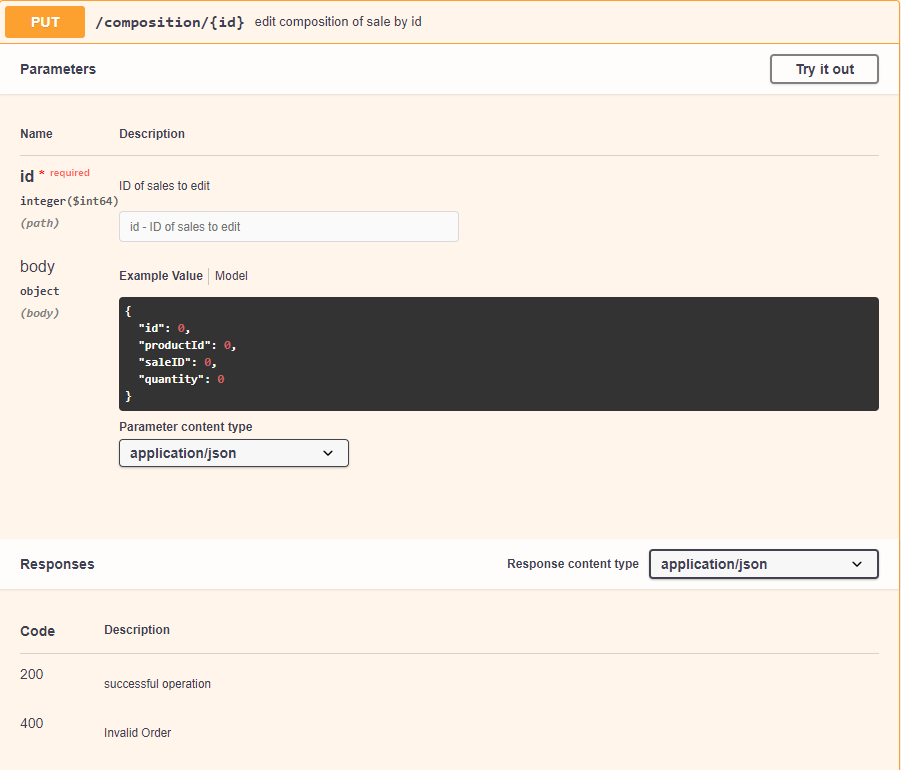 PUT /composition/{id} edit composition of sale by id
Parameters
Try it out
Name Description
id * required
ID of sales to edit
integer($int64)
(path)
id - ID of sales to edit
body
object
(body)
Example Value Model
{
"id": 0,
"productId": 0,
"saleID": 0,
"quantity": 0
}
Parameter content type
application/json
Responses
Response content type
application/json
Code Description
200
successful operation
400
Invalid Order